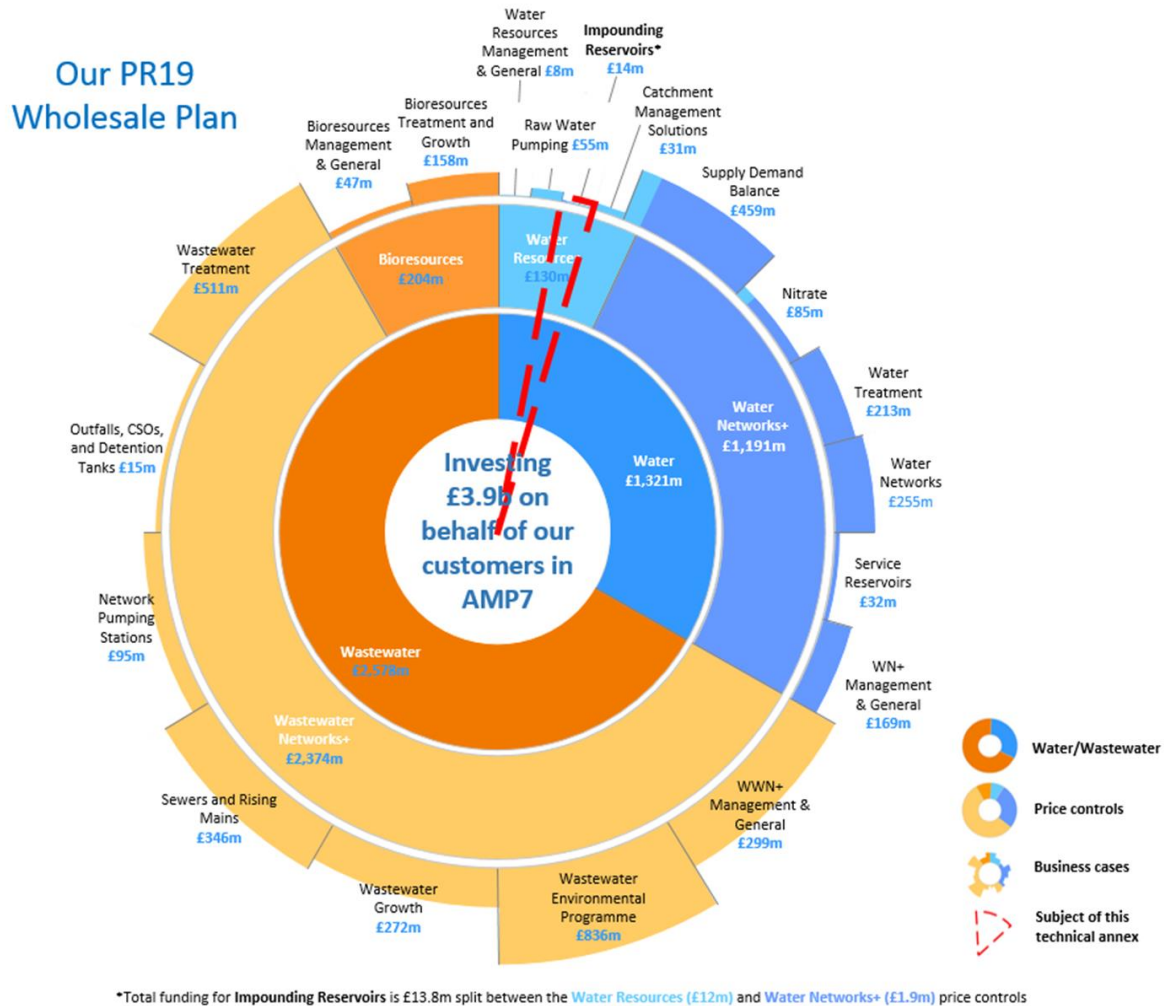 Our PR19
Wholesale Plan
Water
Resources
Management
& General £8m
Impounding
Reservoirs*
£14m
Bioresources
Treatment and
Growth
£158m
Raw Water
Pumping £55m
Catchment
Management
Solutions
£31m
Bioresources
Management
& General
£47m
Supply Demand
Balance
£459m
Wastewater
Treatment
£511m
Bioresources
£204m
Water
Resources
£130m
Nitrate
£85m
Water
Treatment
£213m
Water
Networks+
£1,191m
Outfalls, CSOs,
and Detention
Tanks £15m
Investing
£3.9b on
behalf of our
customers in
AMP7
Water
£1,321m
Water
Networks
£255m
Service
Reservoirs
£32m
Network
Pumping
Stations
£95m
Wastewater
£2,578m
WN+
Management
& General
£169m
Wastewater
Networks+
£2,374m
Sewers and Rising
Mains
£346m
WWN+
Management &
General
£299m
Wastewater
Growth
£272m
Wastewater
Environmental
Programme
£836m
Water/Wastewater
Price controls
Business cases
Subject of this
technical annex
*Total funding for Impounding Reservoirs is £13.8m split between the Water Resources (£12m) and Water Networks+ (£1.9m) price controls